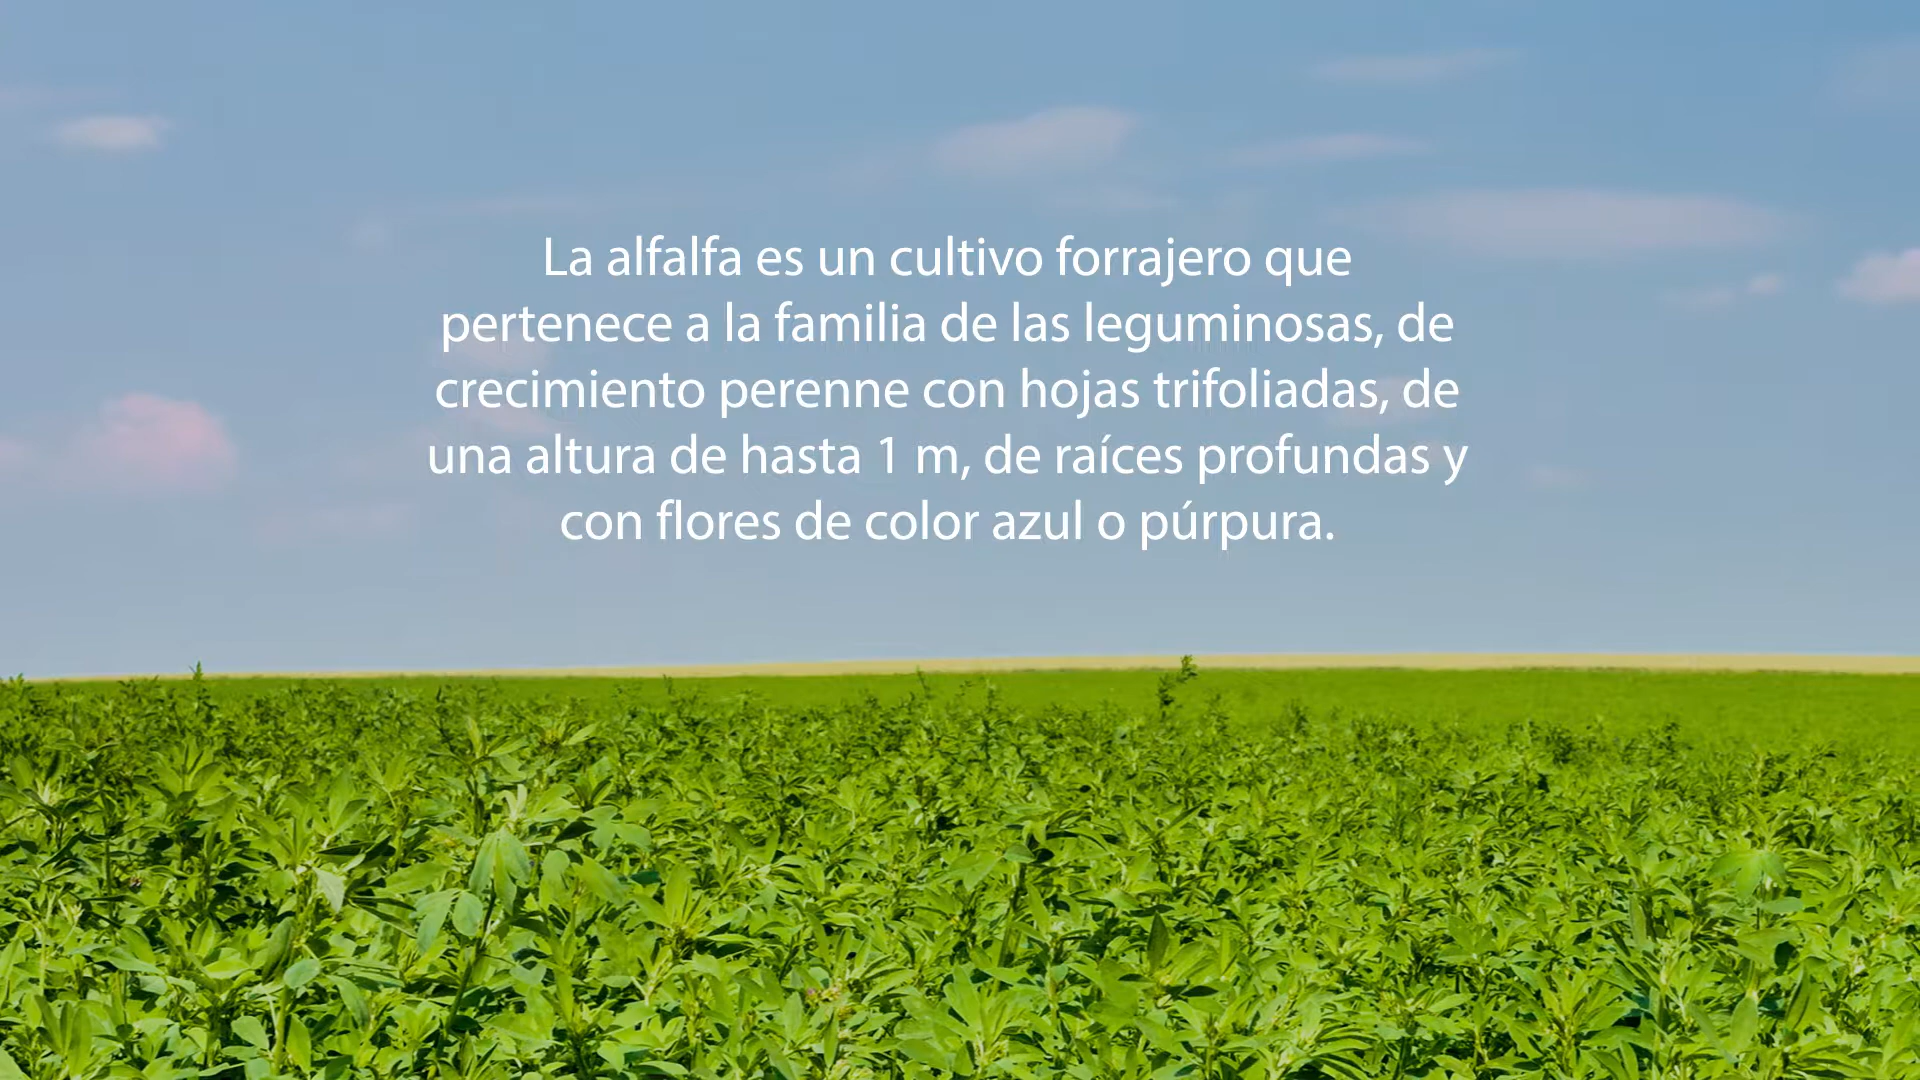 La alfalfa es un cultivo forrajero que
pertenece a la familia de las leguminosas, de
crecimiento perenne con hojas trifoliadas, de
una altura de hasta 1 m, de raíces profundas y
con flores de color azul o púrpura.